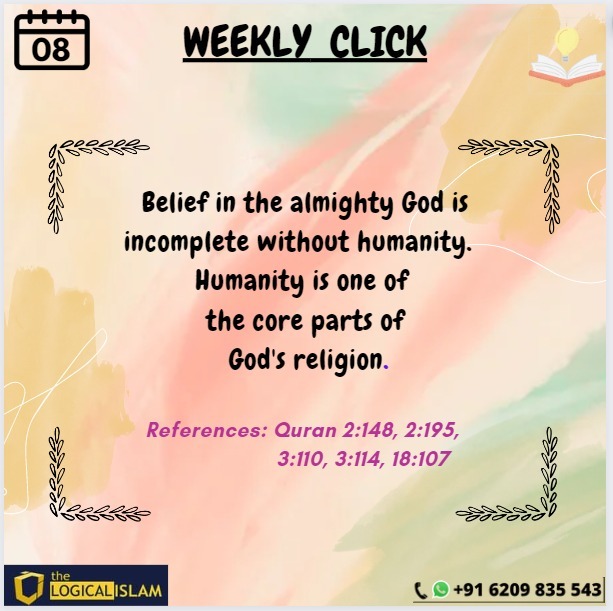 08
WEEKLY CLICK
Belief in the almighty God is
incomplete without humanity.
Humanity is one of
the core parts of
God's religion.
References: Quran 2:148, 2:195,
3:110, 3:114, 18:107
the
LOGICAL ISLAM
+91 6209 835 543